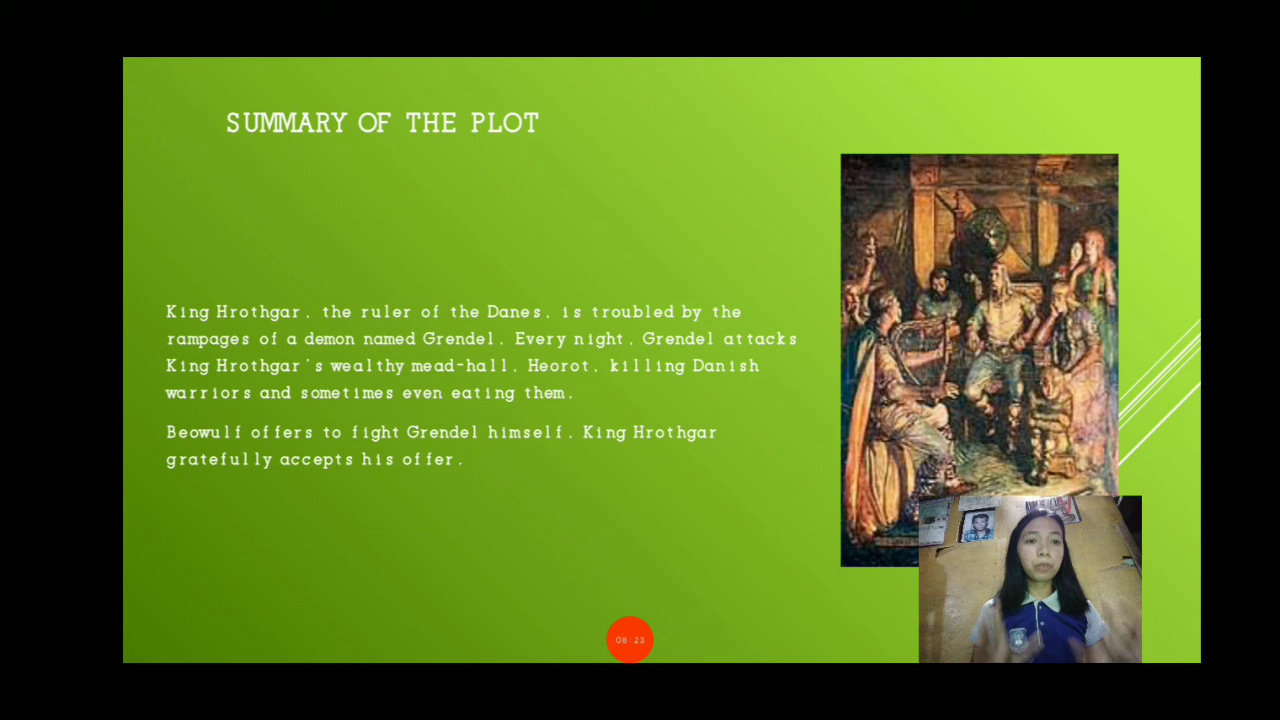 SUMMARY OF THE PLOT
King Hrothgar, the ruler of the Danes, is troubled by the
rampages of a demon named Grendel. Every night, Grendel attacks
King Hrothgar's wealthy mead-hall, Heorot, killing Danish
warriors and sometimes even eating them.
Beowulf offers to fight Grendel himself. King Hrothgar
gratefully accepts his offer.
08:23